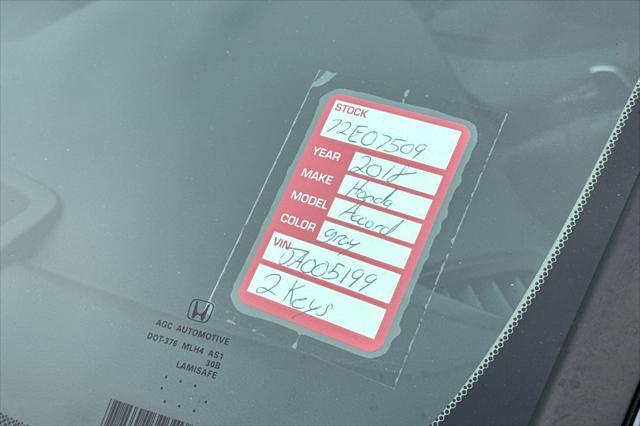 STOCK
72E07509
YEAR 2018
MAKE Honda
MODEL Accord
COLOR gray
VIN
JA005199
2 Keys
AGC AUTOMOTIVE
DOT-376 MLH4 AS1
30B
LAMISAFE